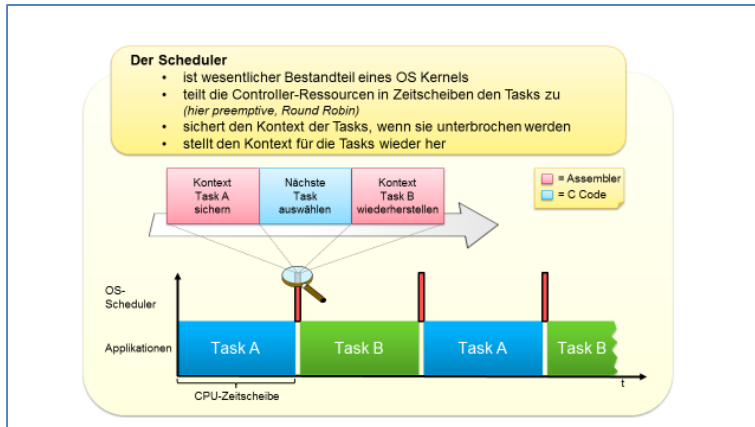 Der Scheduler
• ist wesentlicher Bestandteil eines OS Kernels
• teilt die Controller-Ressourcen in Zeitscheiben den Tasks zu
(hier preemptive, Round Robin)
• sichert den Kontext der Tasks, wenn sie unterbrochen werden
• stellt den Kontext für die Tasks wieder her
Kontext
Task A
sichern
Nächste
Task
auswählen
Kontext
Task B
wiederherstellen
= Assembler
= C Code
OS-
Scheduler
Applikationen
Task A
Task B
Task A
Task B
t
CPU-Zeitscheibe